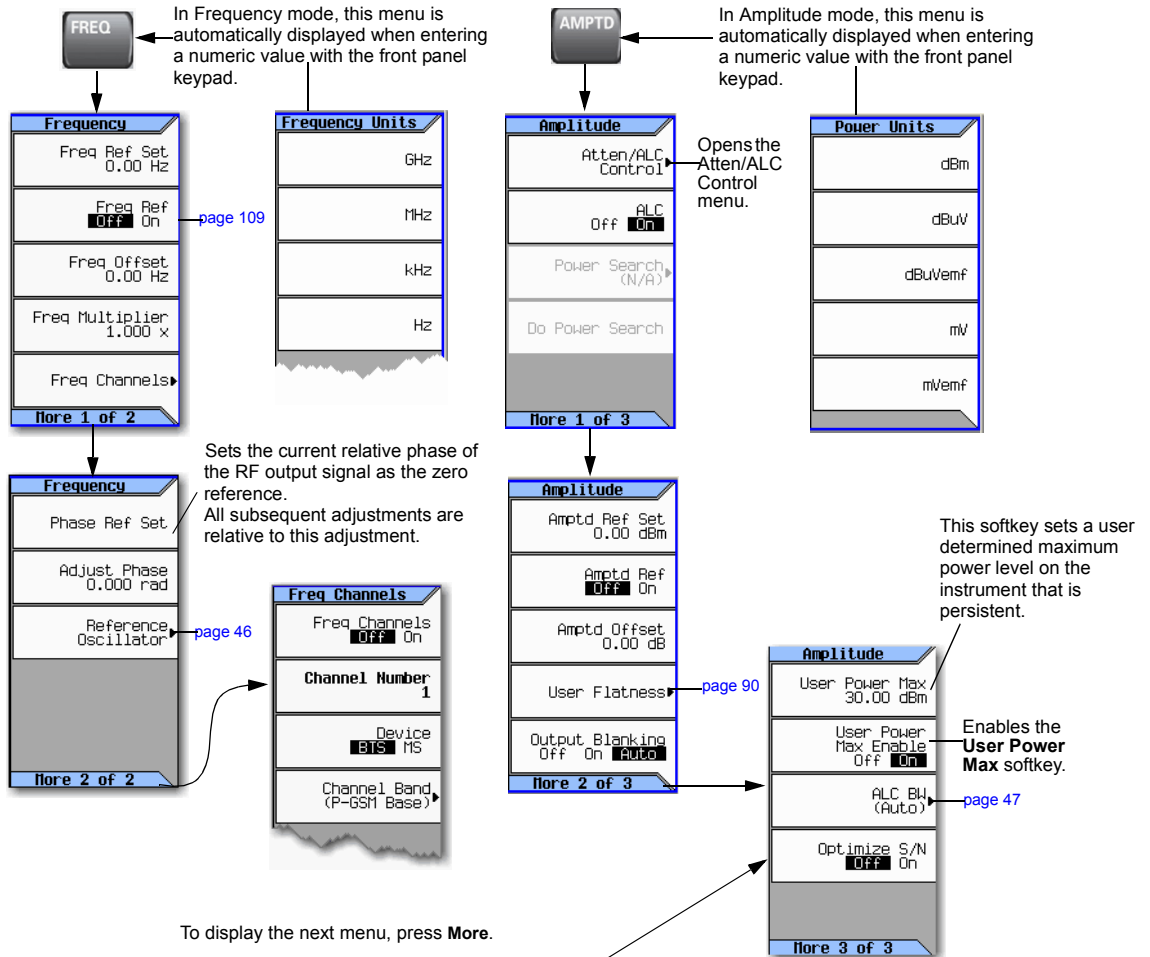 FREQ
In Frequency mode, this menu is
automatically displayed when entering
a numeric value with the front panel
keypad.
AMPTD
In Amplitude mode, this menu is
automatically displayed when entering
a numeric value with the front panel
keypad.
Frequency
Freq Ref Set
0.00 Hz
Freq Ref
Off On
page 109
Freq Offset
0.00 Hz
Freq Multiplier
1.000 x
Freq Channels
More 1 of 2
Frequency Units
GHz
MHz
kHz
Hz
Amplitude
Atten/ALC
Control
Opens the
Atten/ALC
Control
menu.
ALC
Off On
Power Search
(N/A)
Do Power Search
More 1 of 3
Power Units
dBm
dBuV
dBuVemf
mV
mVemf
Frequency
Phase Ref Set
Sets the current relative phase of
the RF output signal as the zero
reference.
All subsequent adjustments are
relative to this adjustment.
Adjust Phase
0.000 rad
Reference
Oscillator
page 46
More 2 of 2
Freq Channels
Freq Channels
Off On
Channel Number
1
Device
BTS MS
Channel Band
(P-GSM Base)
Amplitude
Amptd Ref Set
0.00 dBm
Amptd Ref
Off On
Amptd Offset
0.00 dB
User Flatness
page 90
Output Blanking
Off On Auto
More 2 of 3
This softkey sets a user
determined maximum
power level on the
instrument that is
persistent.
Amplitude
User Power Max
30.00 dBm
User Power
Max Enable
Off On
Enables the
User Power
Max softkey.
ALC BW
(Auto)
page 47
Optimize S/N
Off On
More 3 of 3
To display the next menu, press More.